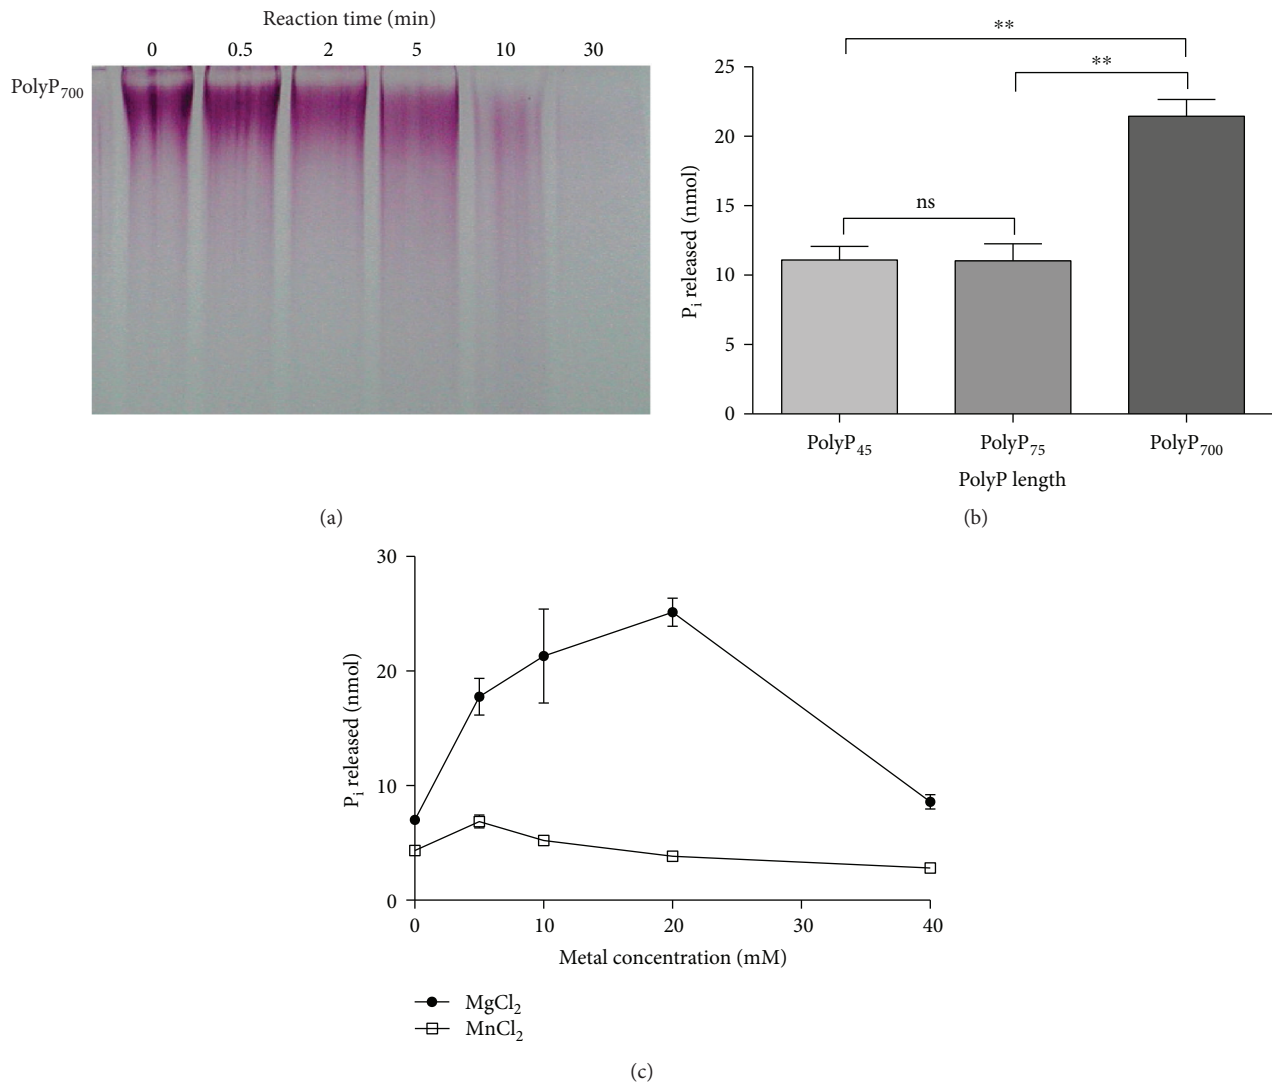 Reaction time (min)
0 0.5 2 5 10 30
PolyP₇₀₀
(a)
**
**
ns
25
20
15
10
5
0
Pᵢ released (nmol)
PolyP₄₅ PolyP₇₅ PolyP₇₀₀
PolyP length
(b)
30
20
10
0
Pᵢ released (nmol)
0 10 20 30 40
Metal concentration (mM)
MgCl₂
MnCl₂
(c)